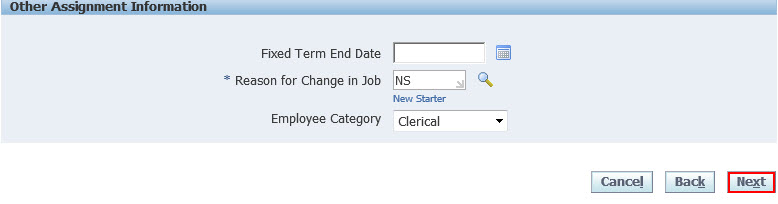 Other Assignment Information
Fixed Term End Date
* Reason for Change in Job NS
New Starter
Employee Category Clerical
Cancel Back Next